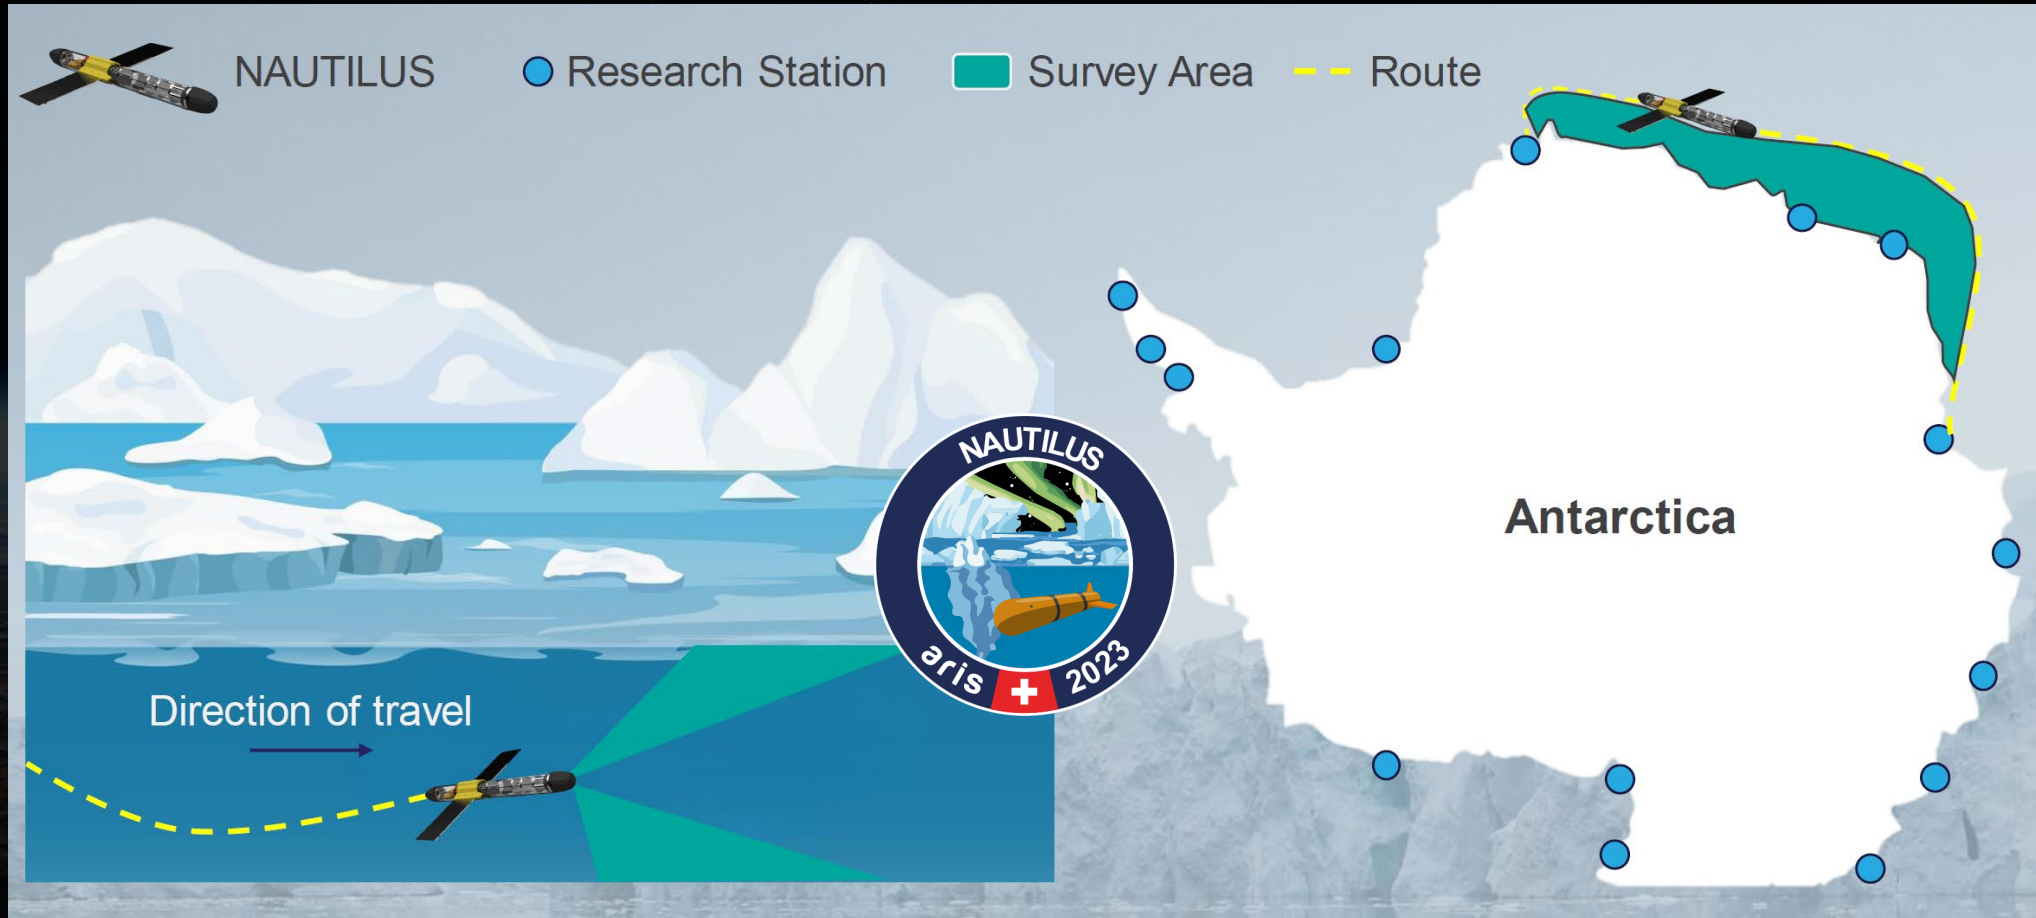 NAUTILUS
Research Station
Survey Area
Route
Antarctica
NAUTILUS
aris 2023
Direction of travel